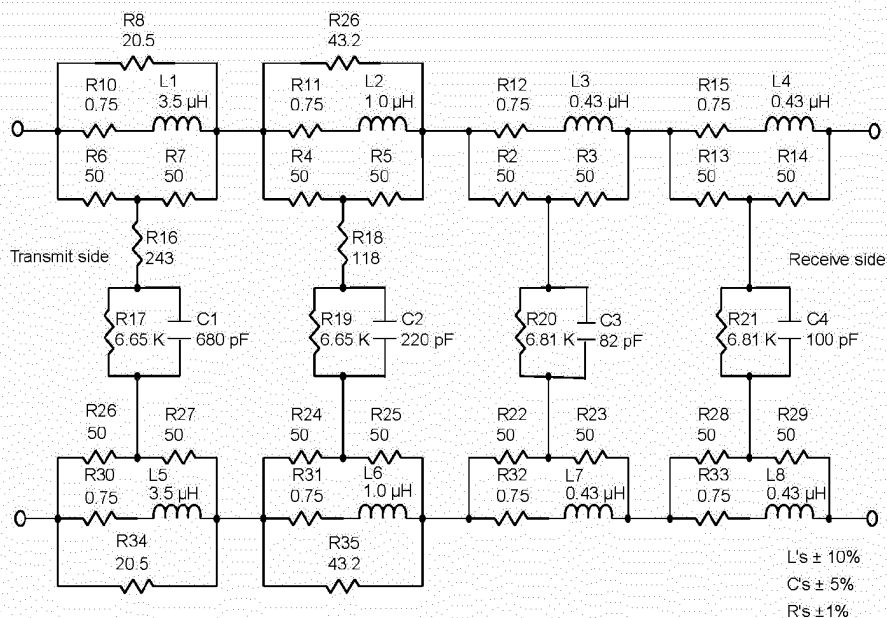 R8
20.5
R26
43.2
R10
0.75
L1
3.5 µH
R11
0.75
L2
1.0 µH
R12
0.75
L3
0.43 µH
R15
0.75
L4
0.43 µH
R6
50
R7
50
R4
50
R5
50
R2
50
R3
50
R13
50
R14
50
Transmit side
R16
243
R18
118
Receive side
R17
6.65 K
C1
680 pF
R19
6.65 K
C2
220 pF
R20
6.81 K
C3
82 pF
R21
6.81 K
C4
100 pF
R26
50
R27
50
R24
50
R25
50
R22
50
R23
50
R28
50
R29
50
R30
0.75
L5
3.5 µH
R31
0.75
L6
1.0 µH
R32
0.75
L7
0.43 µH
R33
0.75
L8
0.43 µH
R34
20.5
R35
43.2
L's ± 10%
C's ± 5%
R's ±1%